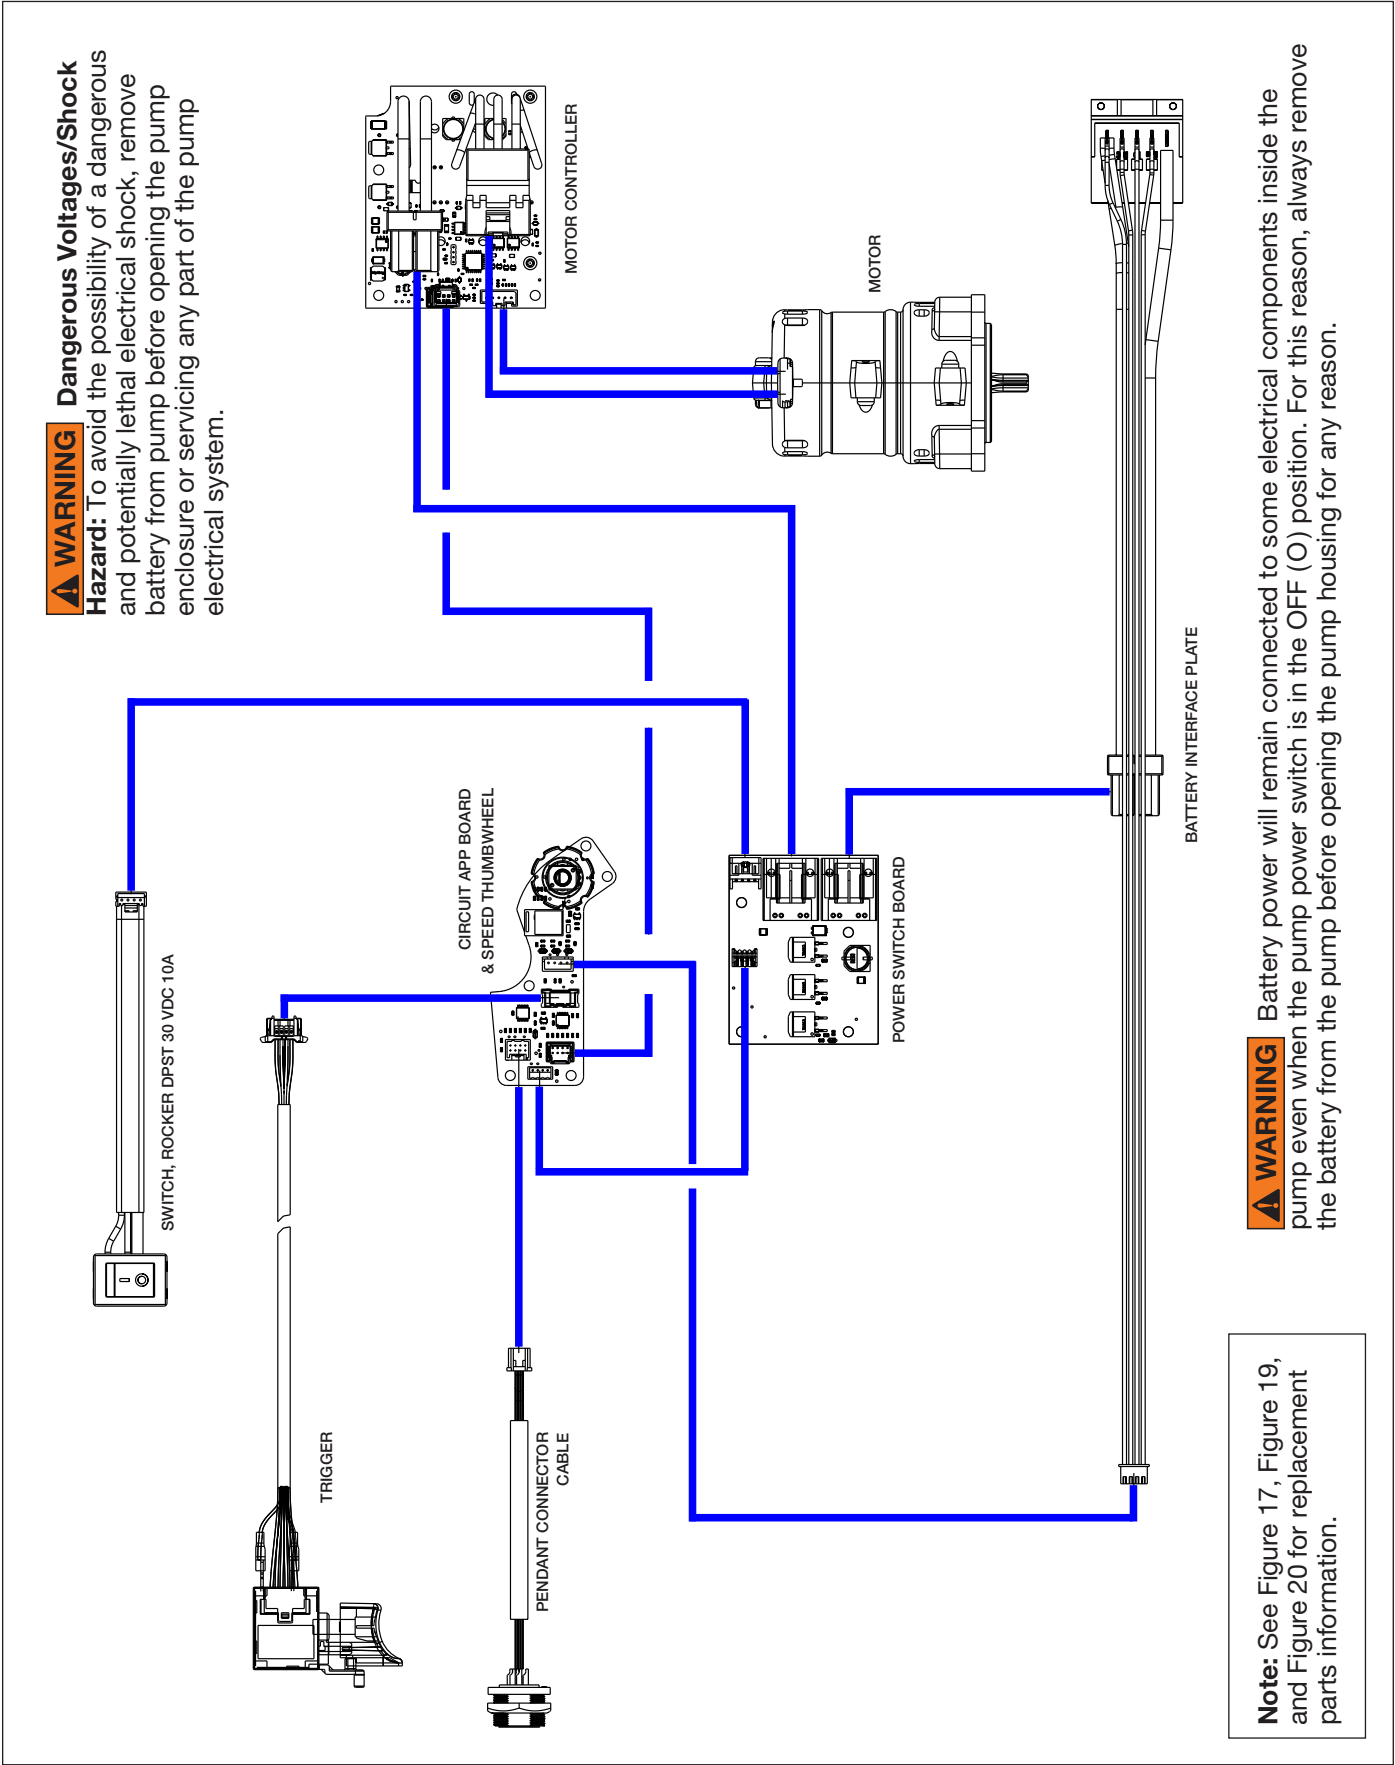 WARNING Dangerous Voltages/Shock
Hazard: To avoid the possibility of a dangerous
and potentially lethal electrical shock, remove
battery from pump before opening the pump
enclosure or servicing any part of the pump
electrical system.
SWITCH, ROCKER DPST 30 VDC 10A
TRIGGER
PENDANT CONNECTOR
CABLE
CIRCUIT APP BOARD
& SPEED THUMBWHEEL
MOTOR CONTROLLER
MOTOR
POWER SWITCH BOARD
BATTERY INTERFACE PLATE
Note: See Figure 17, Figure 19,
and Figure 20 for replacement
parts information.
WARNING Battery power will remain connected to some electrical components inside the
pump even when the pump power switch is in the OFF (O) position. For this reason, always remove
the battery from the pump before opening the pump housing for any reason.